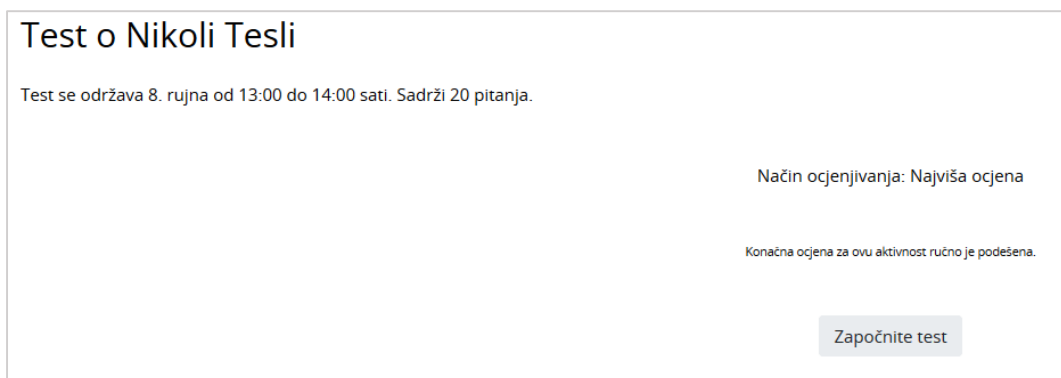 Test o Nikoli Tesli
Test se održava 8. rujna od 13:00 do 14:00 sati. Sadrži 20 pitanja.
Način ocjenjivanja: Najviša ocjena
Konačna ocjena za ovu aktivnost ručno je podešena.
Započnite test